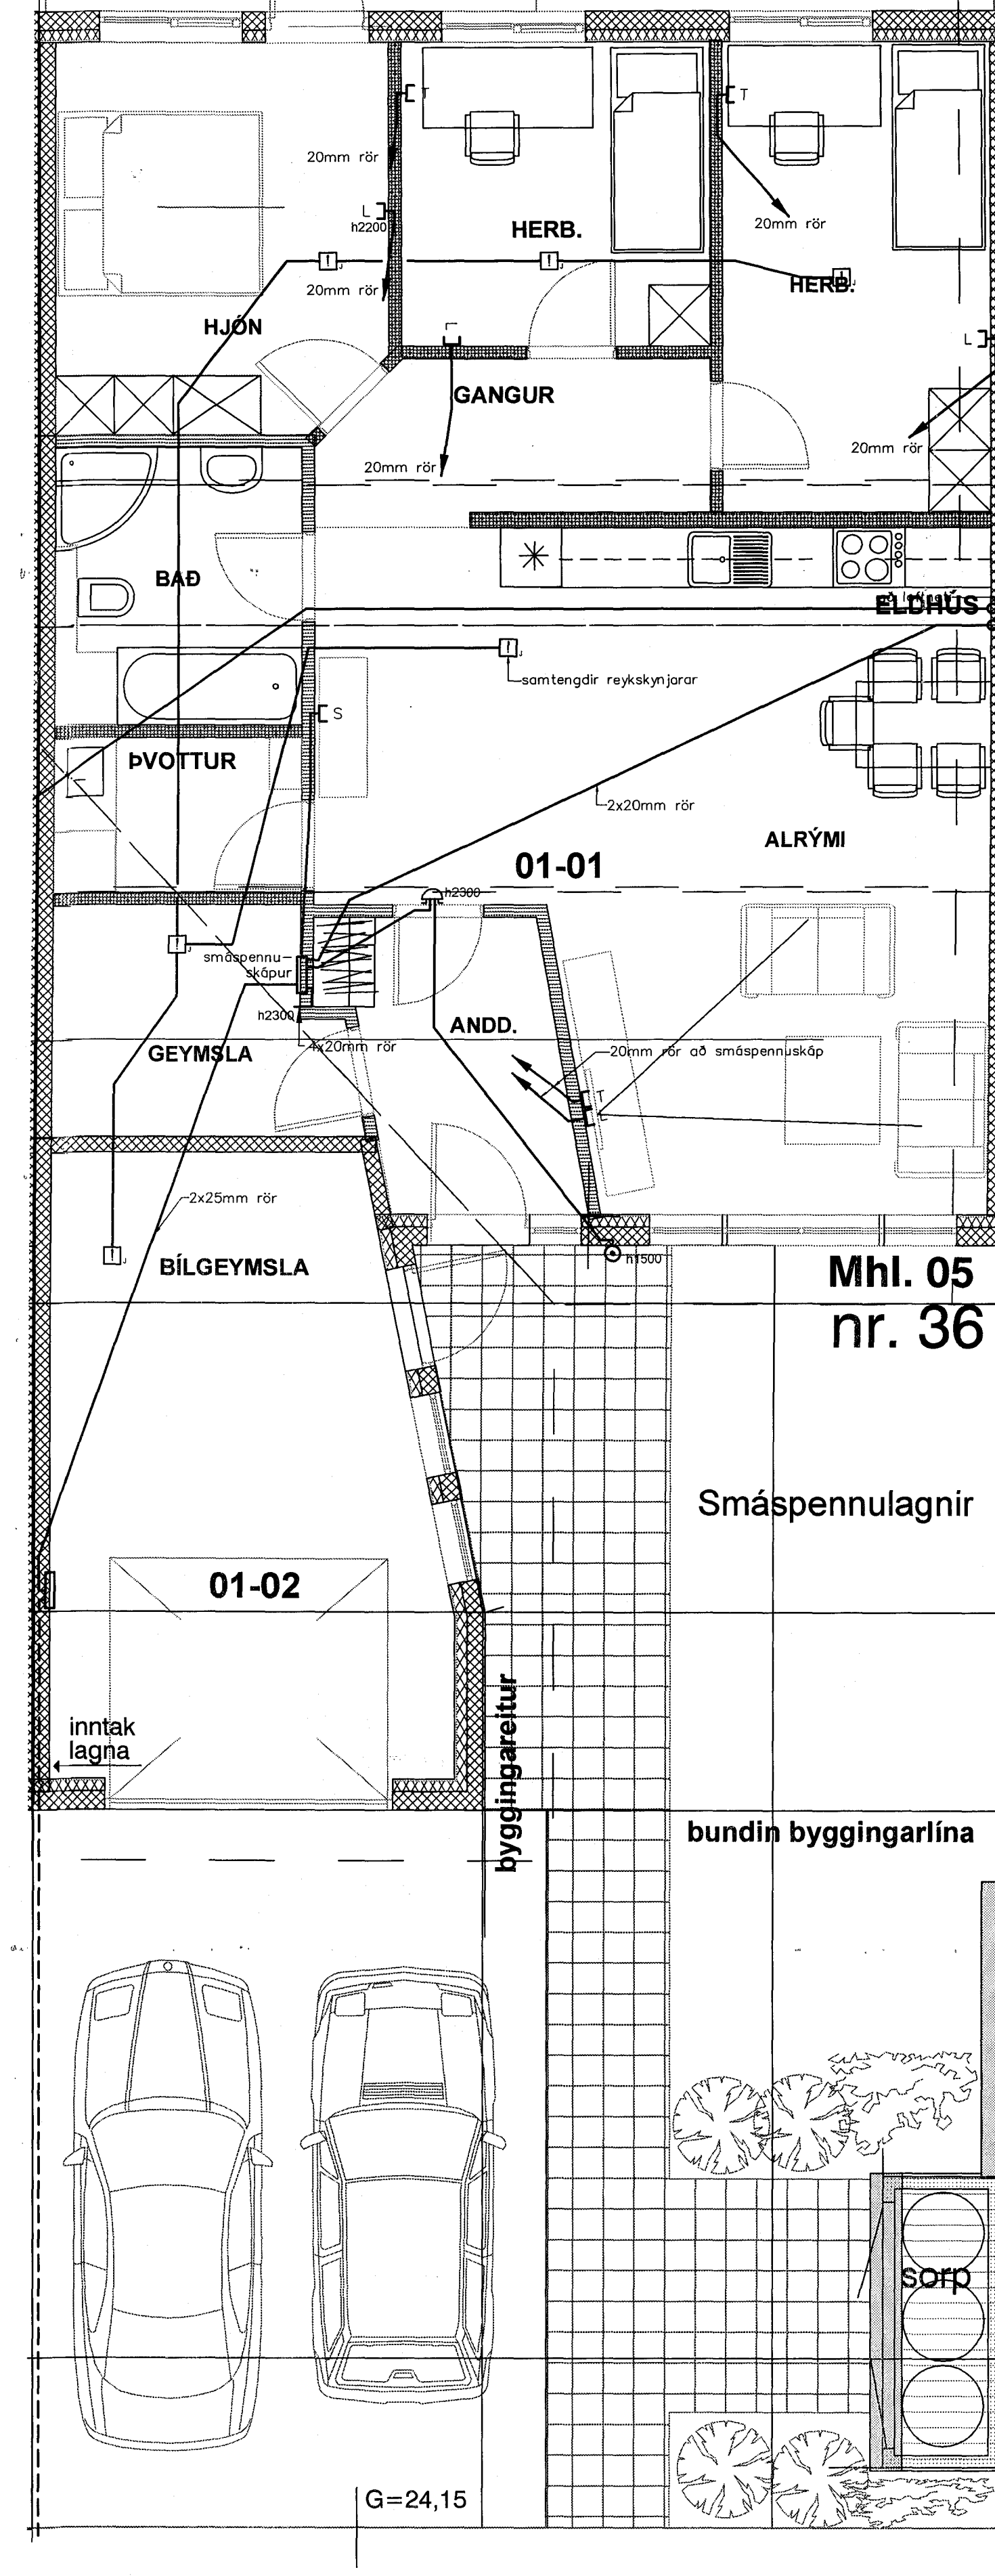 T
T
20mm rör
L
h2200
20mm rör
HERB.
20mm rör
HERB.
HJÓN
L
L
GANGUR
20mm rör
20mm rör
BAÐ
ELDHÚS
samtengdir reykskynjarar
S
ÞVOTTUR
2x20mm rör
ALRÝMI
01-01
h2300
smáspennu-
skápur
h2300
4x20mm rör
ANDD.
GEYMSLA
20mm rör að smáspennuskáp
T
L
2x25mm rör
BÍLGEYMSLA
h1500
Mhl. 05
nr. 36
Smáspennulagnir
01-02
inntak
lagna
byggingareitur
bundin byggingarlína
sorp
G=24,15